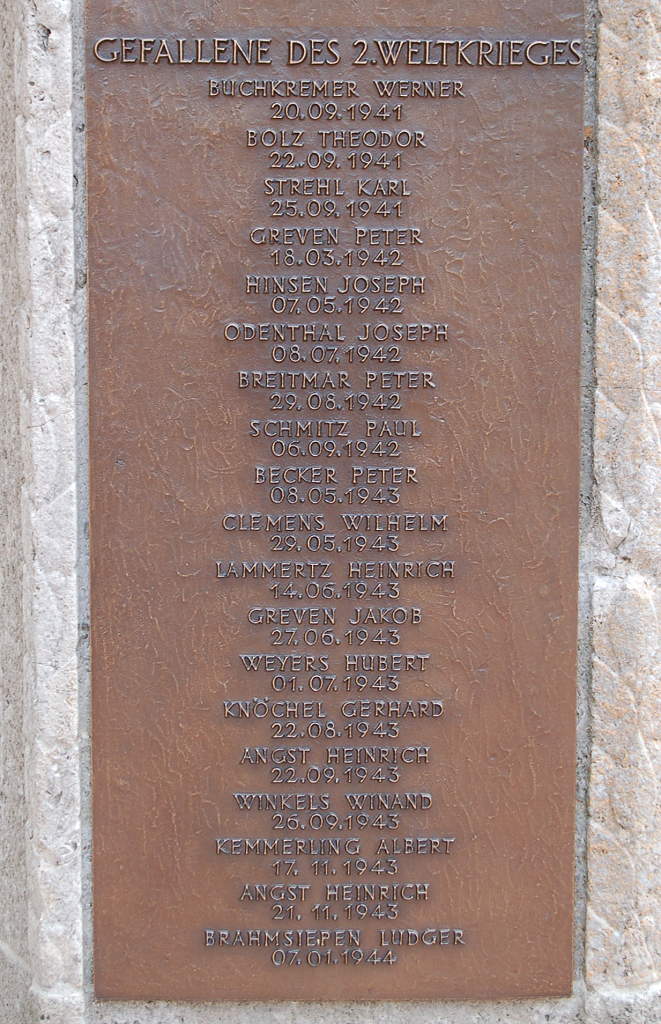 GEFALLENE DES 2.WELTKRIEGES
BUCHKREMER WERNER
20.09.1941
BOLZ THEODOR
22.09.1941
STREHL KARL
25.09.1941
GREVEN PETER
18.03.1942
HINSEN JOSEPH
07.05.1942
ODENTHAL JOSEPH
08.07.1942
BREITMAR PETER
29.08.1942
SCHMITZ PAUL
06.09.1942
BECKER PETER
08.05.1943
CLEMENS WILHELM
29.05.1943
LAMMERTZ HEINRICH
14.06.1943
GREVEN JAKOB
27.06.1943
WEYERS HUBERT
01.07.1943
KNÖCHEL GERHARD
22.08.1943
ANGST HEINRICH
22.09.1943
WINKELS WINAND
26.09.1943
KEMMERLING ALBERT
17.11.1943
ANGST HEINRICH
21.11.1943
BRAHMSIEPEN LUDGER
07.01.1944